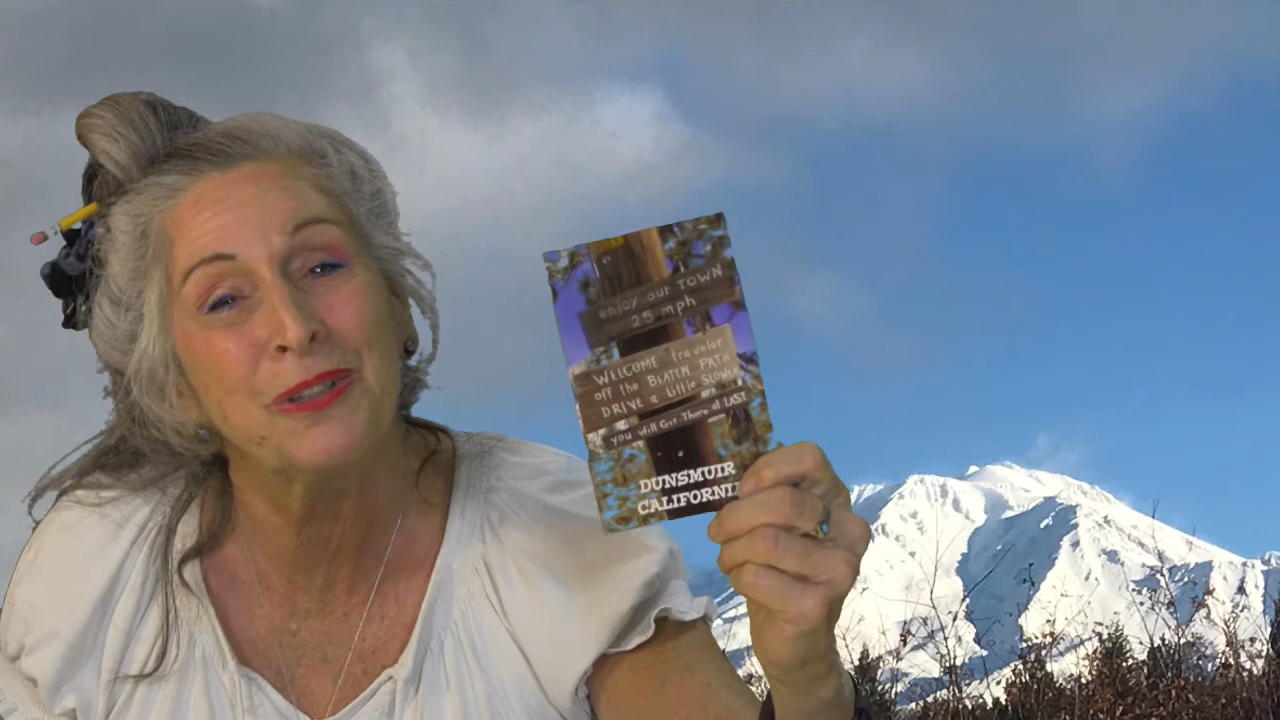 enjoy our TOWN
25 mph
WELCOME traveler
off the BEATEN PATH
DRIVE a Little SLOWER
you will Get There at LAST
DUNSMUIR
CALIFORNI